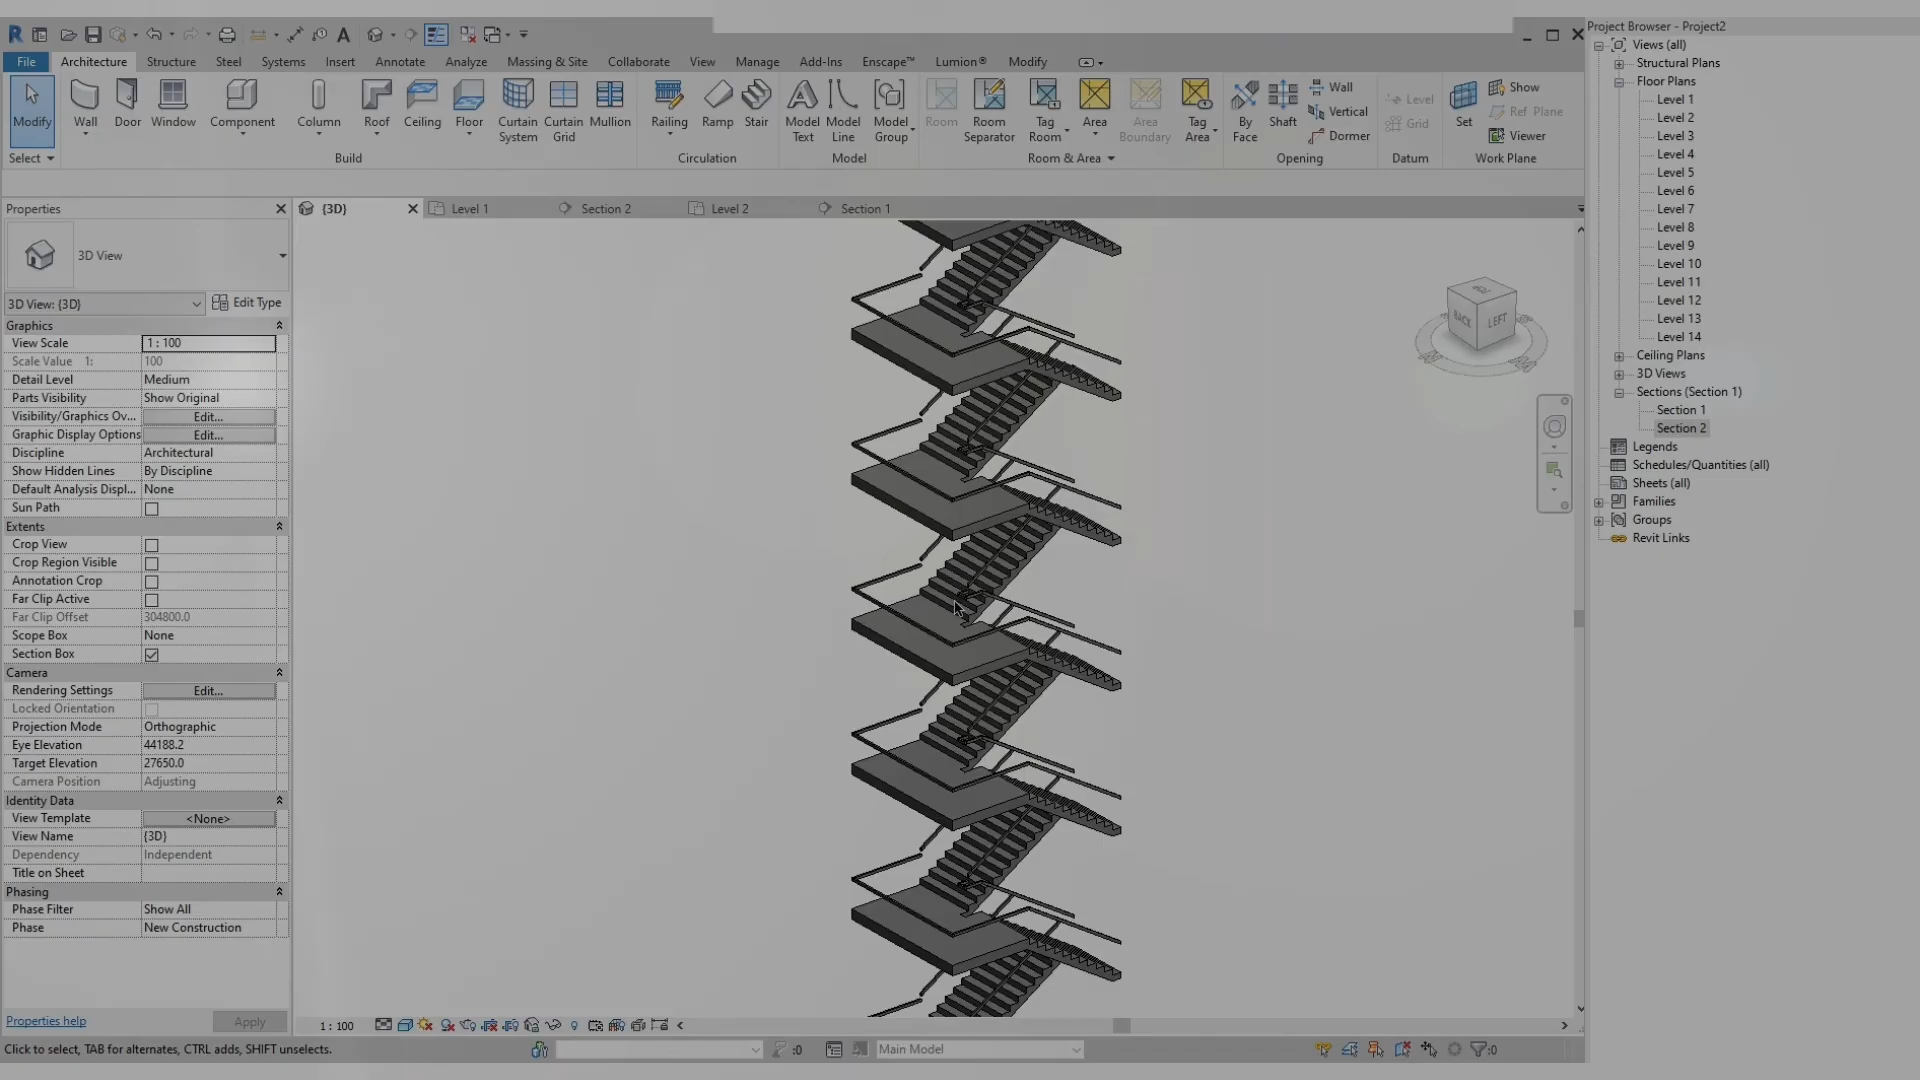 Project Browser - Project2
File Architecture Structure Steel Systems Insert Annotate Analyze Massing & Site Collaborate View Manage Add-Ins Enscape™ Lumion® Modify
Modify Wall Door Window Component Column Roof Ceiling Floor Curtain System Curtain Grid Mullion Railing Ramp Stair Model Text Model Line Model Group Room Room Separator Tag Room Area Area Boundary Tag Area By Face Shaft Wall Vertical Dormer Level Grid Set Show Ref Plane Viewer
Select Build Circulation Model Room & Area Opening Datum Work Plane
Properties
{3D} Level 1 Section 2 Level 2 Section 1
3D View
3D View: {3D} Edit Type
Graphics
View Scale 1 : 100
Scale Value 1: 100
Detail Level Medium
Parts Visibility Show Original
Visibility/Graphics Ov... Edit...
Graphic Display Options Edit...
Discipline Architectural
Show Hidden Lines By Discipline
Default Analysis Displ... None
Sun Path
Extents
Crop View
Crop Region Visible
Annotation Crop
Far Clip Active
Far Clip Offset 304800.0
Scope Box None
Section Box
Camera
Rendering Settings Edit...
Locked Orientation
Projection Mode Orthographic
Eye Elevation 44188.2
Target Elevation 27650.0
Camera Position Adjusting
Identity Data
View Template <None>
View Name {3D}
Dependency Independent
Title on Sheet
Phasing
Phase Filter Show All
Phase New Construction
Properties help Apply
TOP
BACK LEFT
Views (all)
Structural Plans
Floor Plans
Level 1
Level 2
Level 3
Level 4
Level 5
Level 6
Level 7
Level 8
Level 9
Level 10
Level 11
Level 12
Level 13
Level 14
Ceiling Plans
3D Views
Sections (Section 1)
Section 1
Section 2
Legends
Schedules/Quantities (all)
Sheets (all)
Families
Groups
Revit Links
1 : 100
Click to select, TAB for alternates, CTRL adds, SHIFT unselects. :0 Main Model :0